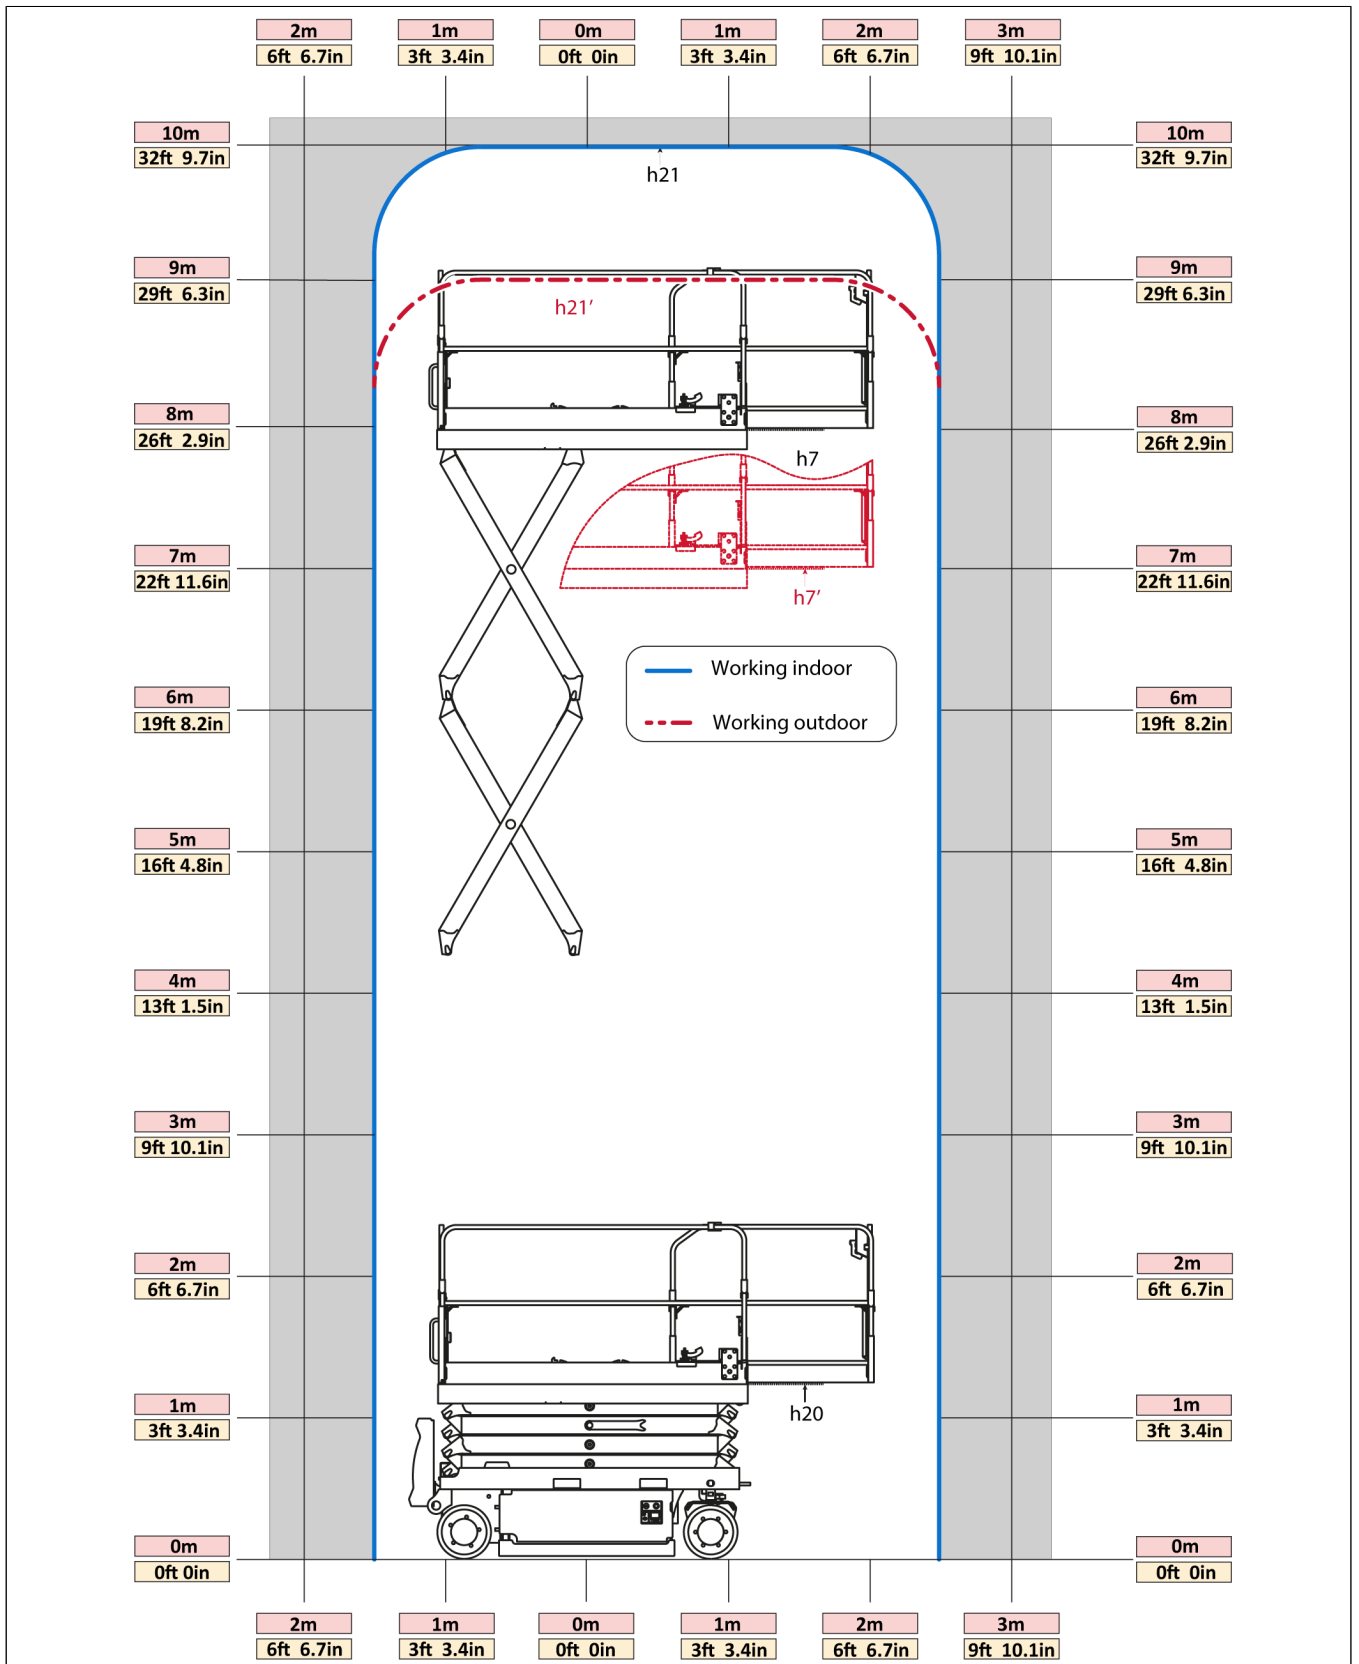 2m 1m 0m 1m 2m 3m
6ft 6.7in 3ft 3.4in 0ft 0in 3ft 3.4in 6ft 6.7in 9ft 10.1in
10m 10m
32ft 9.7in 32ft 9.7in
h21
9m 9m
29ft 6.3in 29ft 6.3in
h21’
8m 8m
26ft 2.9in 26ft 2.9in
h7
7m 7m
22ft 11.6in 22ft 11.6in
h7’
Working indoor
6m 6m
19ft 8.2in 19ft 8.2in
Working outdoor
5m 5m
16ft 4.8in 16ft 4.8in
4m 4m
13ft 1.5in 13ft 1.5in
3m 3m
9ft 10.1in 9ft 10.1in
2m 2m
6ft 6.7in 6ft 6.7in
1m 1m
h20
3ft 3.4in 3ft 3.4in
0m 0m
0ft 0in 0ft 0in
2m 1m 0m 1m 2m 3m
6ft 6.7in 3ft 3.4in 0ft 0in 3ft 3.4in 6ft 6.7in 9ft 10.1in